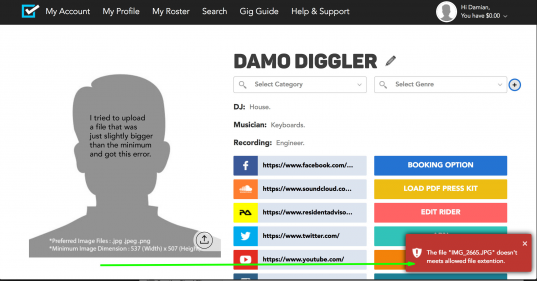 My Account My Profile My Roster Search Gig Guide Help & Support
Hi Damian,
You have $0.00
DAMO DIGGLER
Select Category
Select Genre
DJ: House.
Musician: Keyboards.
Recording: Engineer.
I tried to upload
a file that was
just slightly bigger
than the minimum
and got this error.
*Preferred Image Files : .jpg .jpeg .png
*Minimum Image Dimension : 537 (Width) x 507 (Heigh
https://www.facebook.com/...
BOOKING OPTION
https://www.soundcloud.co...
LOAD PDF PRESS KIT
https://www.residentadviso...
EDIT RIDER
https://www.twitter.com/
https://www.youtube.com/
The file "IMG_2665.JPG" doesn't
meets allowed file extention.